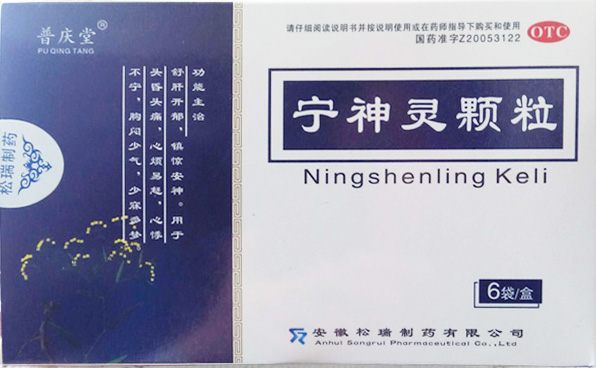 普庆堂®
PU QING TANG
松瑞制药
功能主治
舒肝开郁，镇惊安神。用于
头昏头痛，心烦易怒，心悸
不宁，胸闷少气，少寐多梦
请仔细阅读说明书并按说明使用或在药师指导下购买和使用
国药准字Z20053122
OTC
宁神灵颗粒
Ningshenling Keli
6袋/盒
安徽松瑞制药有限公司
Anhui Songrui Pharmaceutical Co.,Ltd